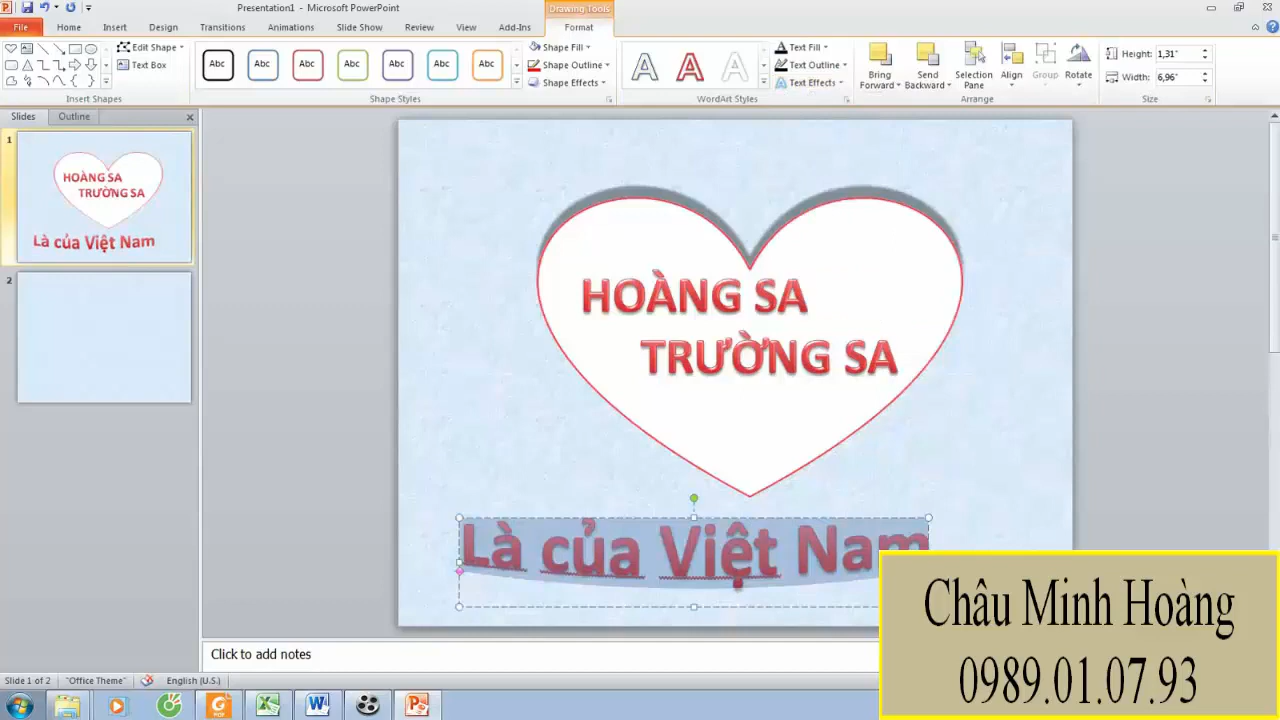 Presentation1 - Microsoft PowerPoint
Drawing Tools
File Home Insert Design Transitions Animations Slide Show Review View Add-Ins Format
Edit Shape
Text Box
Insert Shapes
Abc Abc Abc Abc Abc Abc Abc
Shape Fill
Shape Outline
Shape Effects
Shape Styles
A A A
Text Fill
Text Outline
Text Effects
WordArt Styles
Bring Forward
Send Backward
Selection Pane
Align
Group
Rotate
Arrange
Height: 1,31"
Width: 6,96"
Size
Slides Outline
1
HOÀNG SA
TRƯỜNG SA
Là của Việt Nam
2
HOÀNG SA
TRƯỜNG SA
Là của Việt Nam
Click to add notes
Châu Minh Hoàng
0989.01.07.93
Slide 1 of 2 "Office Theme" English (U.S.)